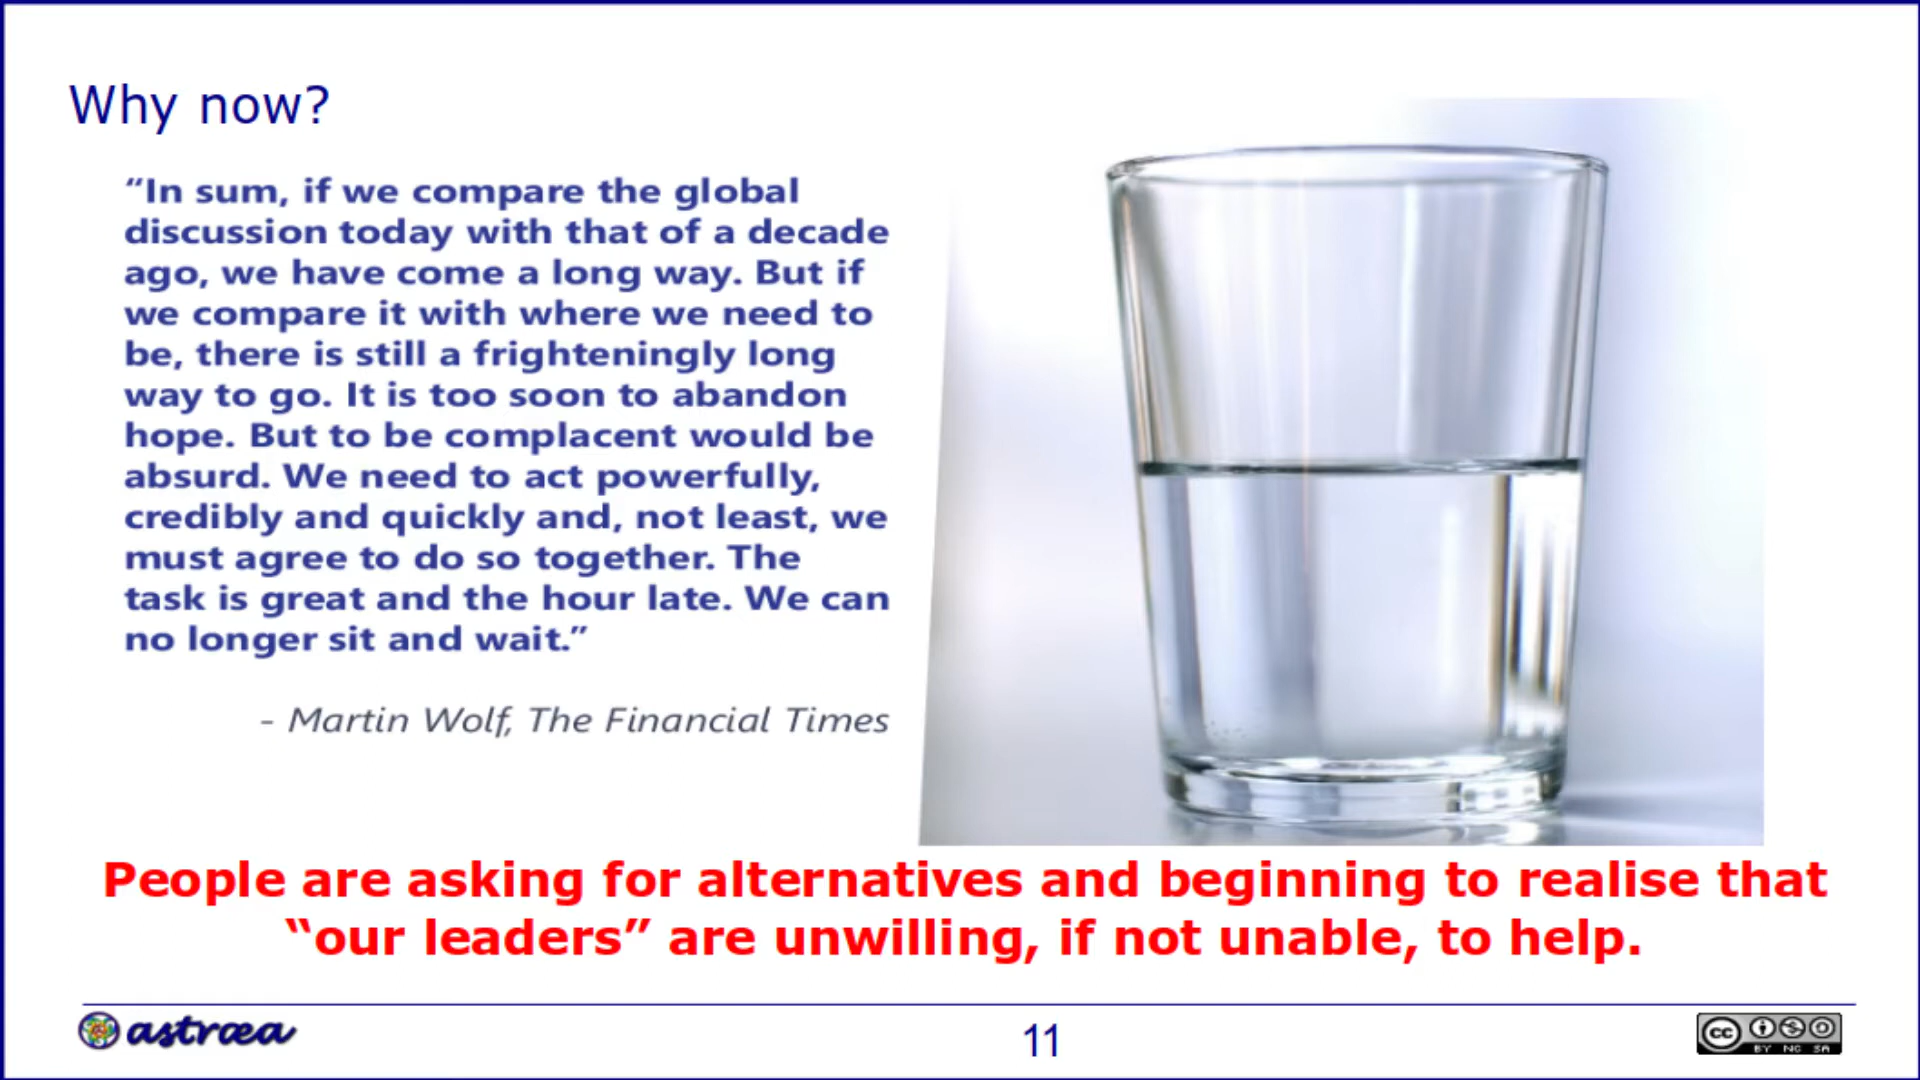 Why now?
“In sum, if we compare the global
discussion today with that of a decade
ago, we have come a long way. But if
we compare it with where we need to
be, there is still a frighteningly long
way to go. It is too soon to abandon
hope. But to be complacent would be
absurd. We need to act powerfully,
credibly and quickly and, not least, we
must agree to do so together. The
task is great and the hour late. We can
no longer sit and wait.”
- Martin Wolf, The Financial Times
People are asking for alternatives and beginning to realise that
“our leaders” are unwilling, if not unable, to help.
astræa
11
cc BY NC SA